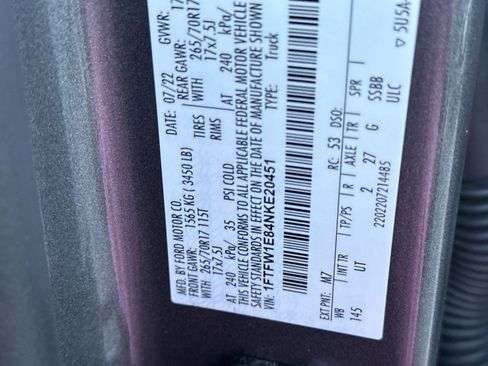 MFD. BY FORD MOTOR CO.
DATE: 07/22
GVWR: 17
FRONT GAWR: 1565 KG (3450 LB)
REAR GAWR: 17
265/70R17 115T
TIRES
WITH 265/70R17
17x7.5J
RIMS
17x7.5J
AT 240 kPa/ 35 PSI COLD
AT 240 kPa/
THIS VEHICLE CONFORMS TO ALL APPLICABLE FEDERAL MOTOR VEHICLE
SAFETY STANDARDS IN EFFECT ON THE DATE OF MANUFACTURE SHOWN
VIN: 1FTFW1E84NKE20451
TYPE: Truck
EXT PNT: M7
RC: 53
DSO:
WB
INT TR
TP/PS
R
AXLE
TR
SPR
145
UT
2
27
G
SSBB
2202207214485
ULC
▽ 5U5A